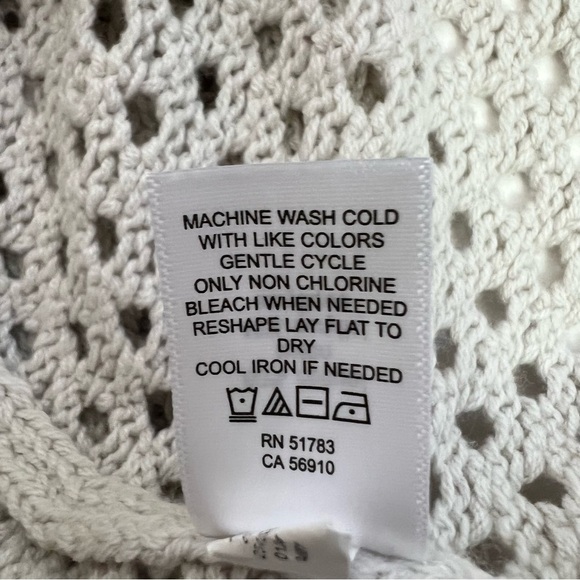 MACHINE WASH COLD
WITH LIKE COLORS
GENTLE CYCLE
ONLY NON CHLORINE
BLEACH WHEN NEEDED
RESHAPE LAY FLAT TO
DRY
COOL IRON IF NEEDED
RN 51783
CA 56910